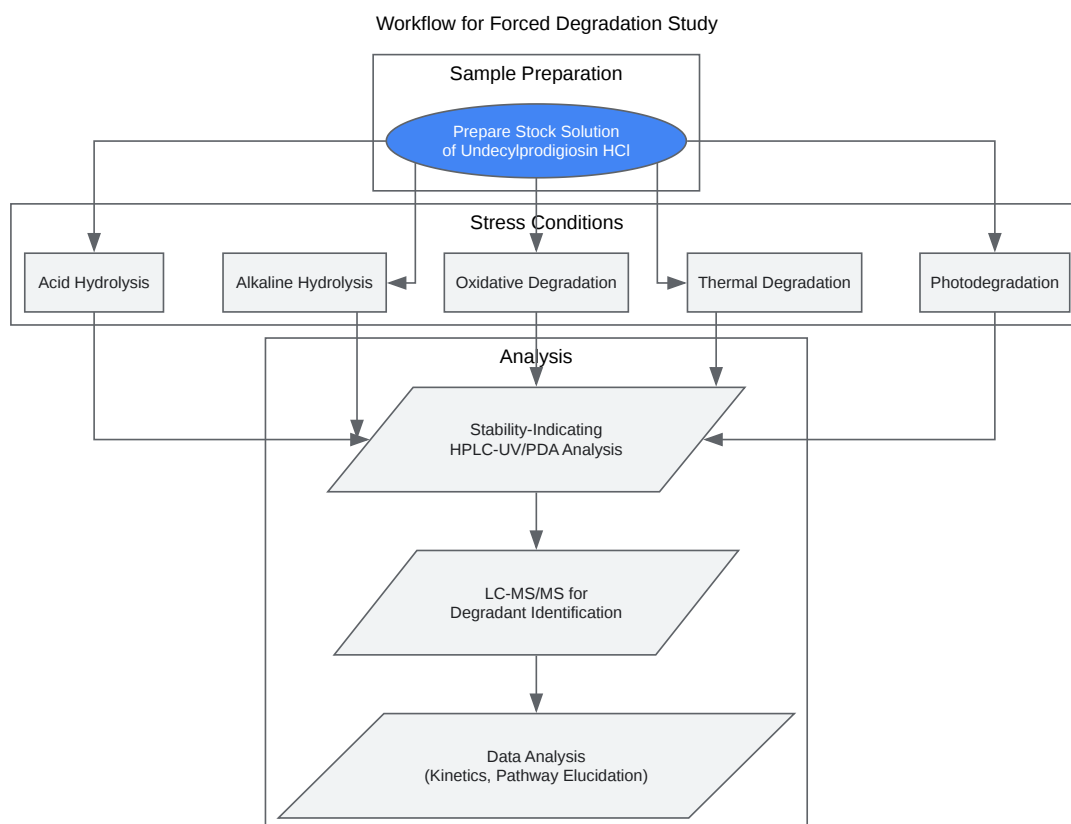 Workflow for Forced Degradation Study
Sample Preparation
Prepare Stock Solution
of Undecylprodigiosin HCl
Stress Conditions
Acid Hydrolysis
Alkaline Hydrolysis
Oxidative Degradation
Thermal Degradation
Photodegradation
Analysis
Stability-Indicating
HPLC-UV/PDA Analysis
LC-MS/MS for
Degradant Identification
Data Analysis
(Kinetics, Pathway Elucidation)